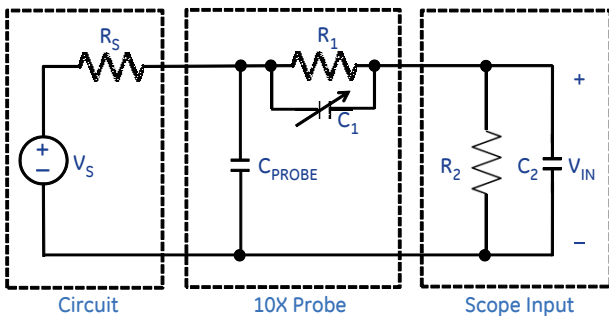 R_S
R_1
C_1
+
−
V_S
C_PROBE
R_2
C_2
+
V_IN
−
Circuit
10X Probe
Scope Input